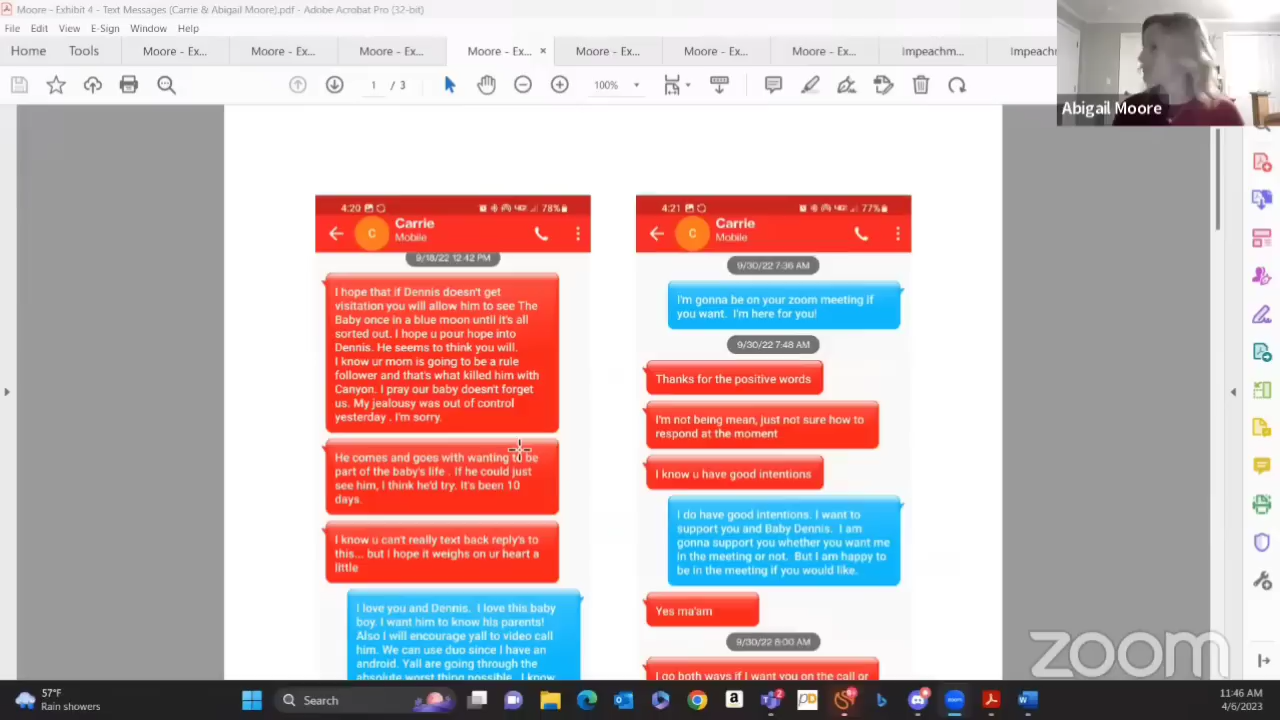 Moore - Exhibit 4 - Text Messages (Carrie & Abigail Moore).pdf - Adobe Acrobat Pro (32-bit)
File Edit View E-Sign Window Help
Home Tools Moore - Ex... Moore - Ex... Moore - Ex... Moore - Ex... × Moore - Ex... Moore - Ex... Moore - Ex... Impeachm... Impeachm
1 / 3 100%
Abigail Moore
4:20 78%
Carrie
Mobile
9/18/22 12:42 PM
I hope that if Dennis doesn't get
visitation you will allow him to see The
Baby once in a blue moon until it's all
sorted out. I hope u pour hope into
Dennis. He seems to think you will.
I know ur mom is going to be a rule
follower and that's what killed him with
Canyon. I pray our baby doesn't forget
us. My jealousy was out of control
yesterday . I'm sorry.
He comes and goes with wanting to be
part of the baby's life . If he could just
see him, I think he'd try. It's been 10
days.
I know u can't really text back reply's to
this... but I hope it weighs on ur heart a
little
I love you and Dennis. I love this baby
boy. I want him to know his parents!
Also I will encourage yall to video call
him. We can use duo since I have an
android. Yall are going through the
absolute worst thing possible. I know
4:21 77%
Carrie
Mobile
9/30/22 7:36 AM
I'm gonna be on your zoom meeting if
you want. I'm here for you!
9/30/22 7:48 AM
Thanks for the positive words
I'm not being mean, just not sure how to
respond at the moment
I know u have good intentions
I do have good intentions. I want to
support you and Baby Dennis. I am
gonna support you whether you want me
in the meeting or not. But I am happy to
be in the meeting if you would like.
Yes ma'am
9/30/22 8:00 AM
I go both ways if I want you on the call or
zoom
57°F
Rain showers
Search
11:46 AM
4/6/2023